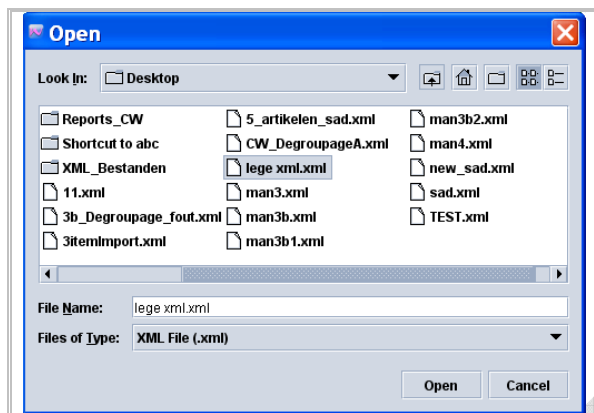 Open
Look In: Desktop
Reports_CW 5_artikelen_sad.xml man3b2.xml
Shortcut to abc CW_DegroupageA.xml man4.xml
XML_Bestanden lege xml.xml new_sad.xml
11.xml man3.xml sad.xml
3b_Degroupage_fout.xml man3b.xml TEST.xml
3itemImport.xml man3b1.xml
File Name: lege xml.xml
Files of Type: XML File (.xml)
Open Cancel